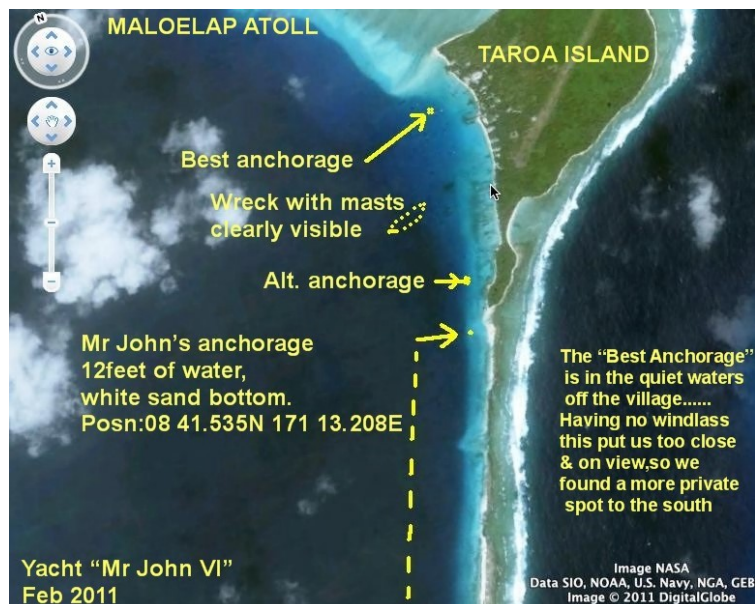 N
MALOELAP ATOLL
TAROA ISLAND
Best anchorage
Wreck with masts
clearly visible
Alt. anchorage
Mr John's anchorage
12feet of water,
white sand bottom.
Posn:08 41.535N 171 13.208E
The "Best Anchorage"
is in the quiet waters
off the village......
Having no windlass
this put us too close
& on view,so we
found a more private
spot to the south
Yacht "Mr John VI"
Feb 2011
Image NASA
Data SIO, NOAA, U.S. Navy, NGA, GEB
Image © 2011 DigitalGlobe